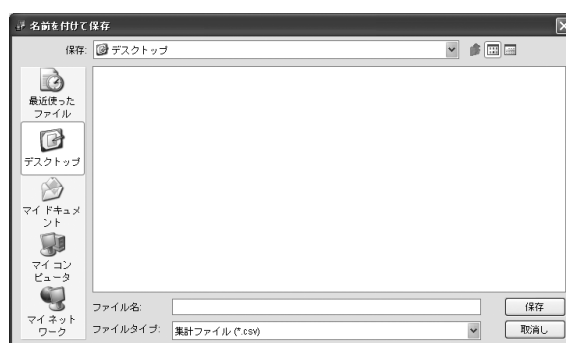 名前を付けて保存
保存: デスクトップ
最近使った
ファイル
デスクトップ
マイ ドキュメ
ント
マイ コン
ピュータ
マイ ネット
ワーク
ファイル名:
保存
ファイルタイプ: 集計ファイル (*.csv)
取消し